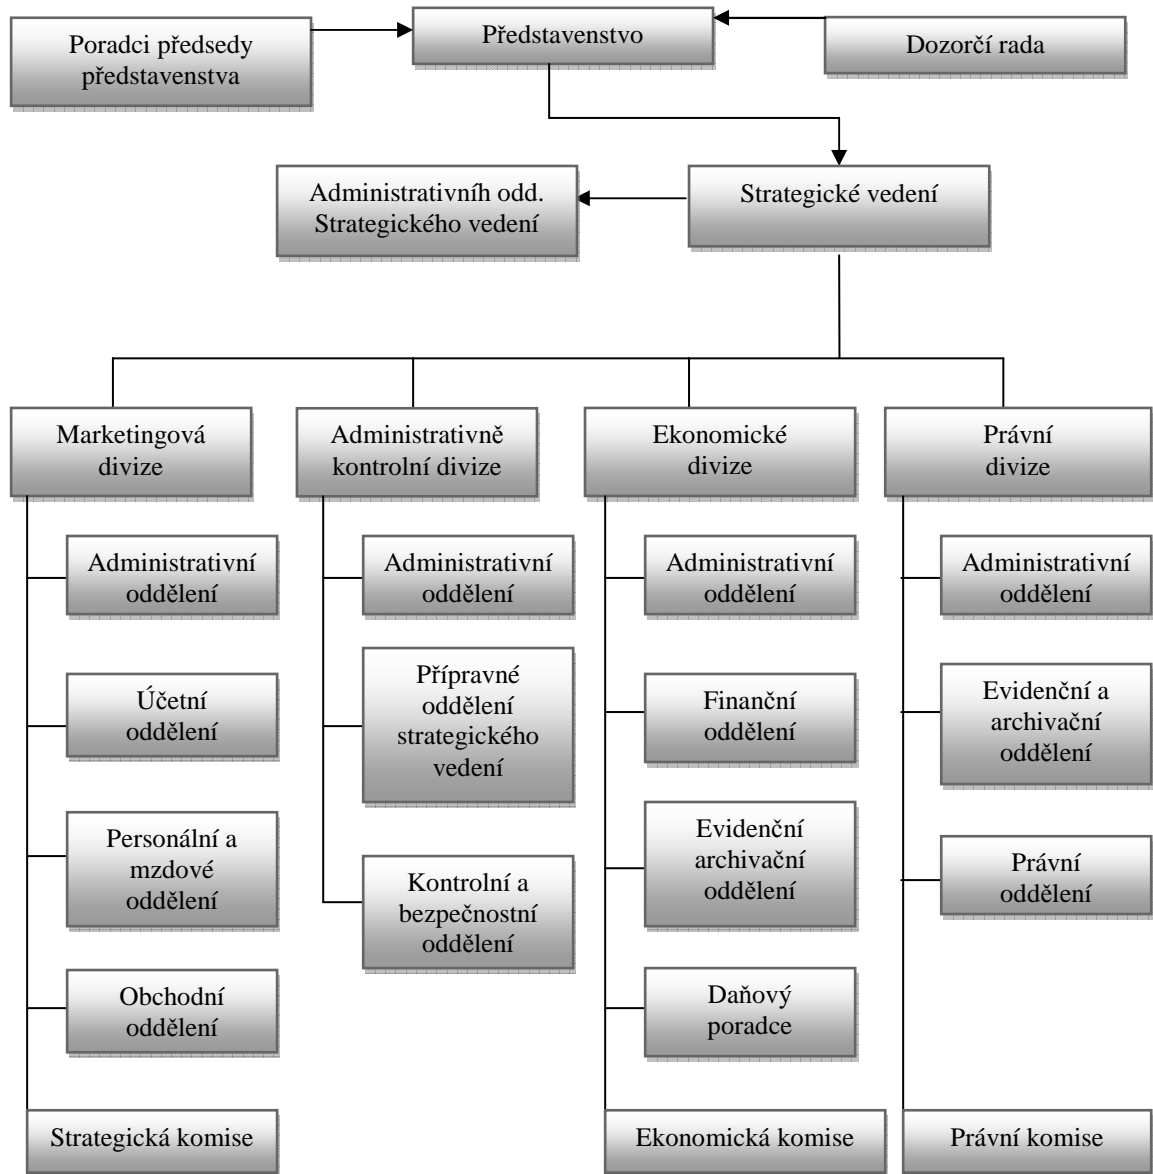 Poradci předsedy
představenstva
Představenstvo
Dozorčí rada
Administrativníh odd.
Strategického vedení
Strategické vedení
Marketingová
divize
Administrativně
kontrolní divize
Ekonomické
divize
Právní
divize
Administrativní
oddělení
Účetní
oddělení
Personální a
mzdové
oddělení
Obchodní
oddělení
Strategická komise
Administrativní
oddělení
Přípravné
oddělení
strategického
vedení
Kontrolní a
bezpečnostní
oddělení
Administrativní
oddělení
Finanční
oddělení
Evidenční
archivační
oddělení
Daňový
poradce
Ekonomická komise
Administrativní
oddělení
Evidenční a
archivační
oddělení
Právní
oddělení
Právní komise